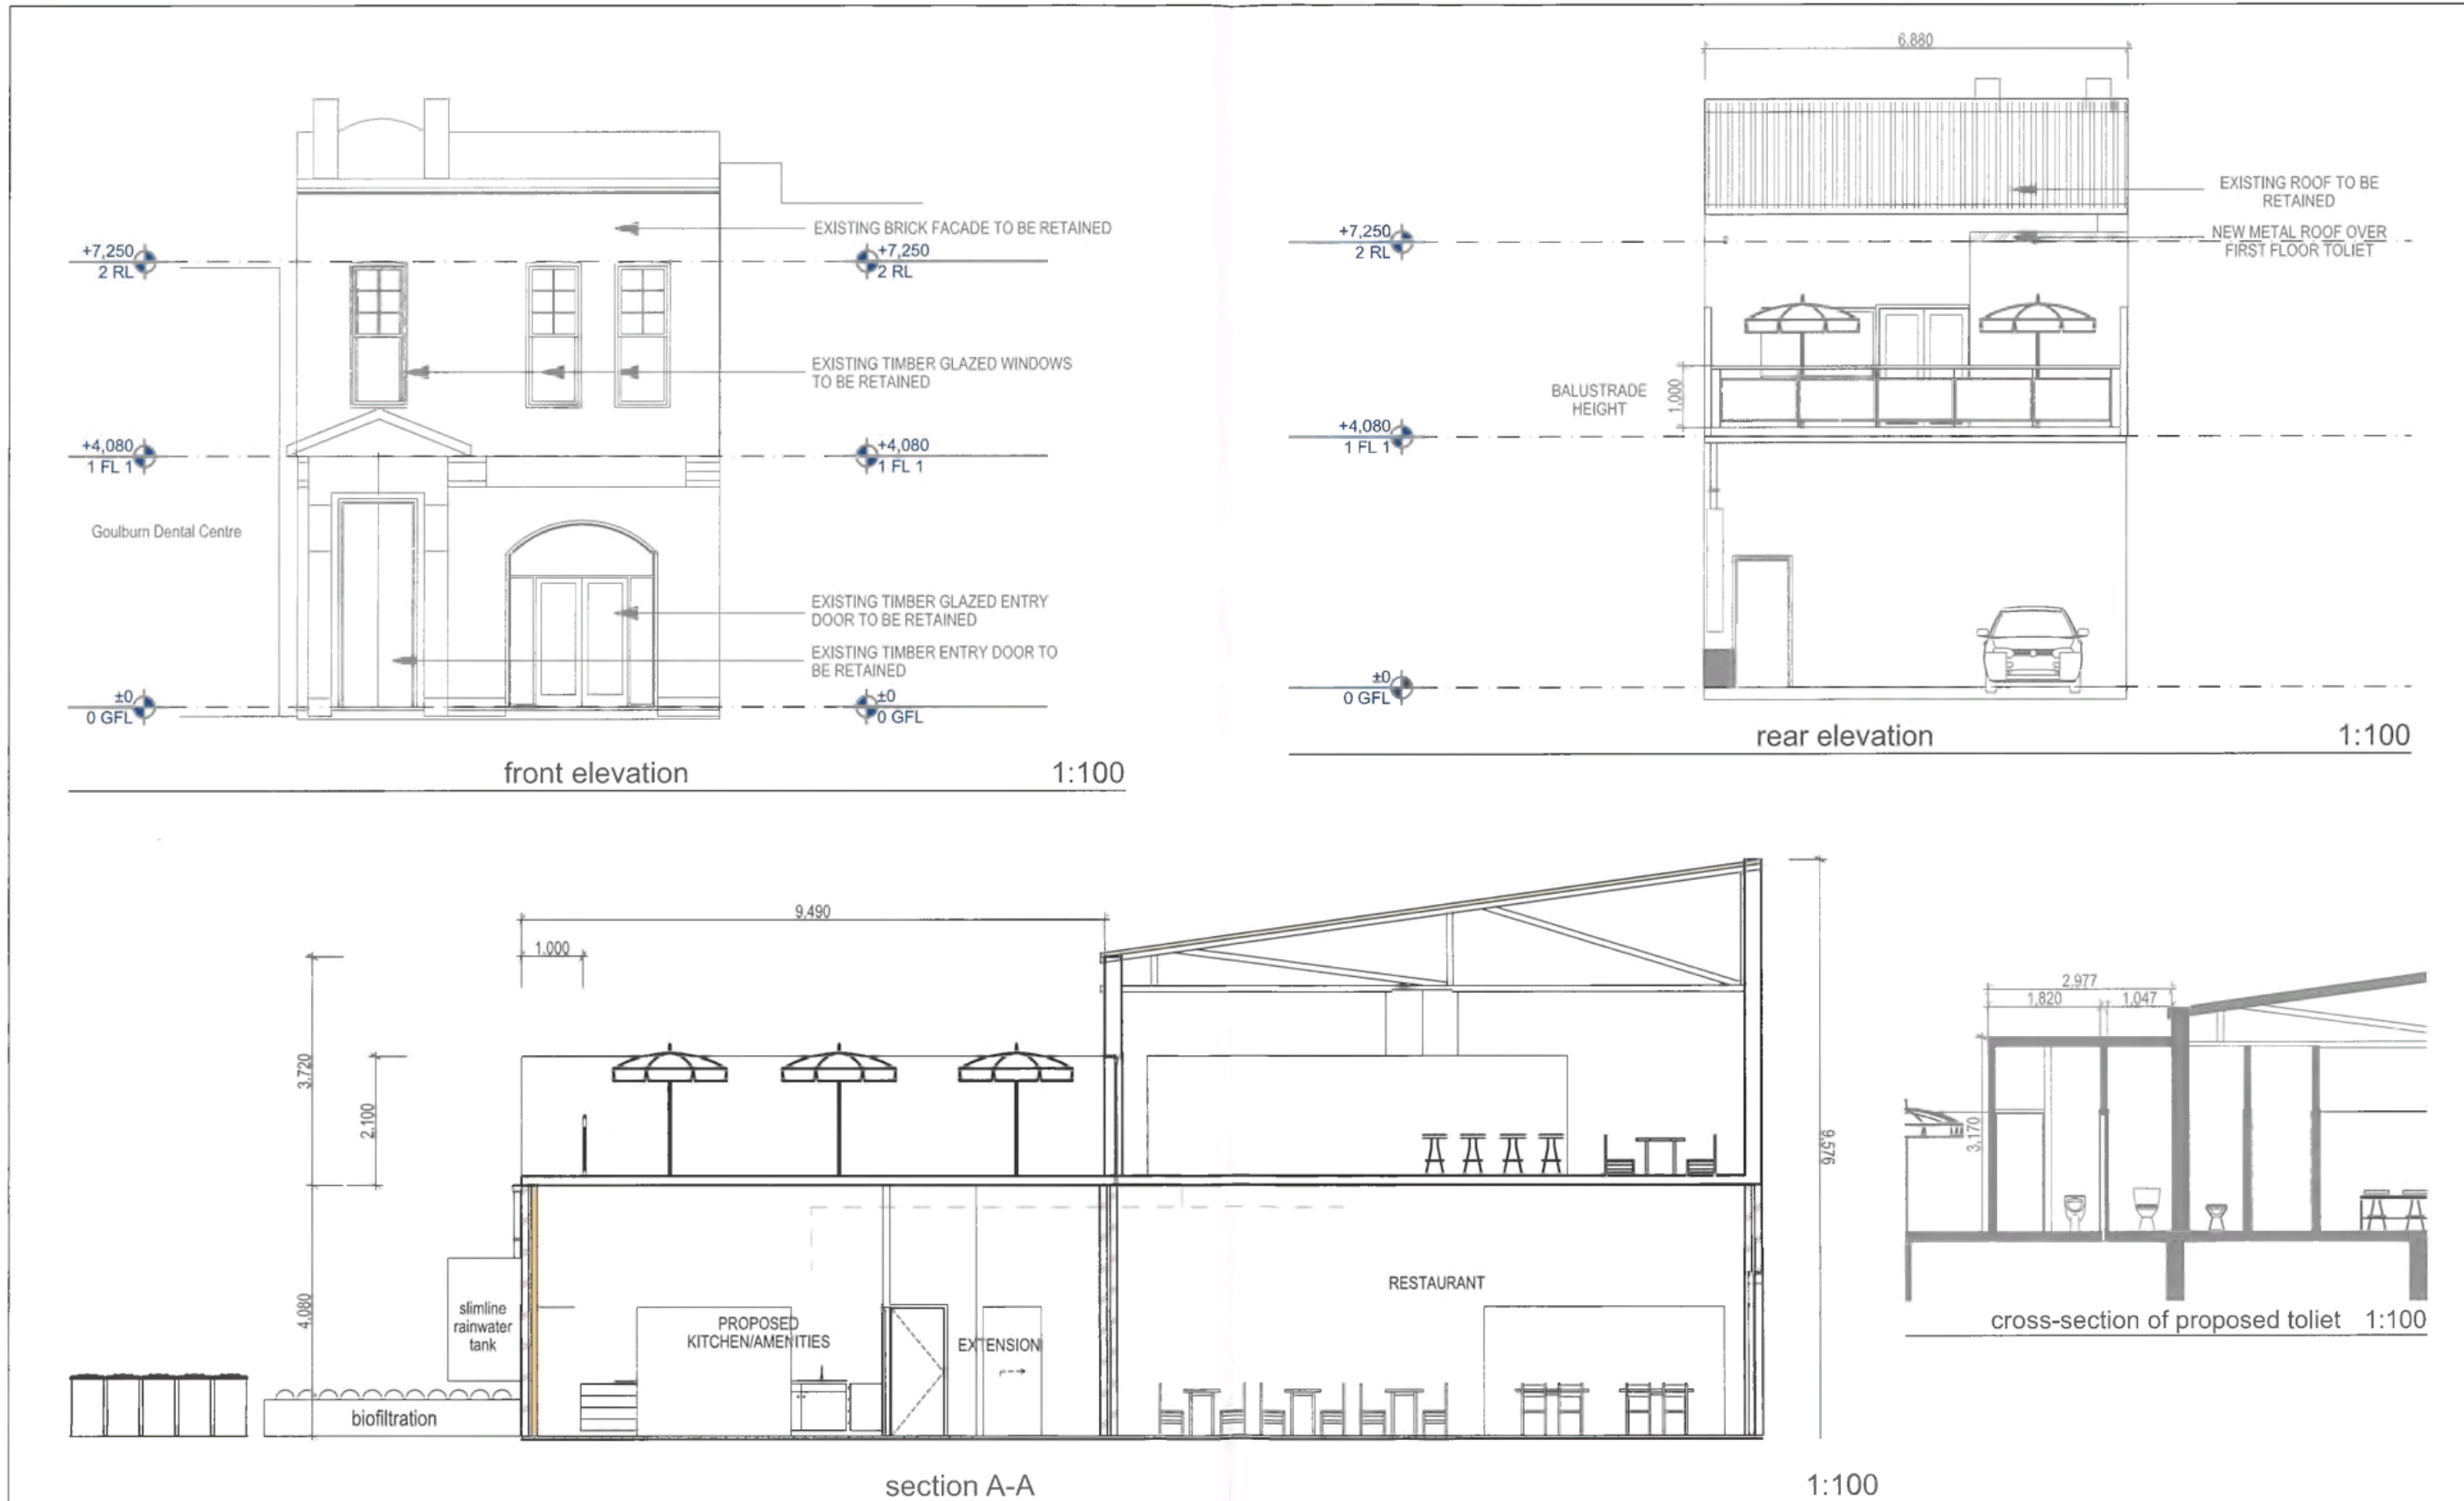 +7,250
2 RL
+4,080
1 FL 1
Goulburn Dental Centre
±0
0 GFL
EXISTING BRICK FACADE TO BE RETAINED
+7,250
2 RL
EXISTING TIMBER GLAZED WINDOWS
TO BE RETAINED
+4,080
1 FL 1
EXISTING TIMBER GLAZED ENTRY
DOOR TO BE RETAINED
EXISTING TIMBER ENTRY DOOR TO
BE RETAINED
±0
0 GFL
front elevation
1:100
6.880
EXISTING ROOF TO BE
RETAINED
+7,250
2 RL
NEW METAL ROOF OVER
FIRST FLOOR TOLIET
BALUSTRADE
HEIGHT
1,000
+4,080
1 FL 1
±0
0 GFL
rear elevation
1:100
9,490
1.000
3,720
2,100
4,080
9,576
slimline
rainwater
tank
biofiltration
PROPOSED
KITCHEN/AMENITIES
EXTENSION
RESTAURANT
section A-A
1:100
2,977
1,820
1,047
3,170
cross-section of proposed toliet
1:100